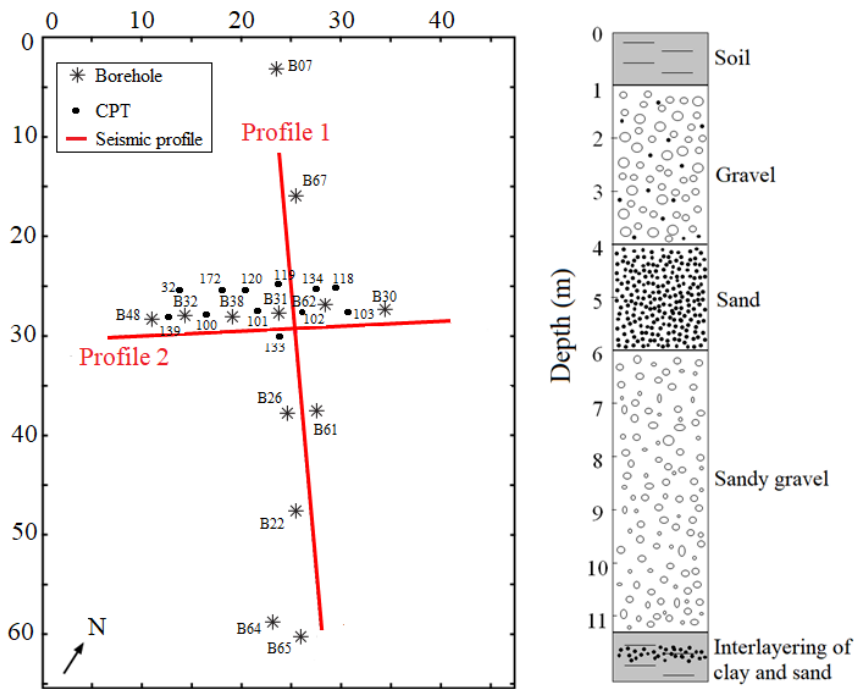 0 10 20 30 40
0
10
20
30
40
50
60
Borehole
CPT
Seismic profile
B07
Profile 1
B67
32
172
120
119
134
118
B48
B32
B38
B31
B62
B30
139
100
101
102
103
133
Profile 2
B26
B61
B22
B64
B65
N
Depth (m)
0
1
2
3
4
5
6
7
8
9
10
11
Soil
Gravel
Sand
Sandy gravel
Interlayering of
clay and sand